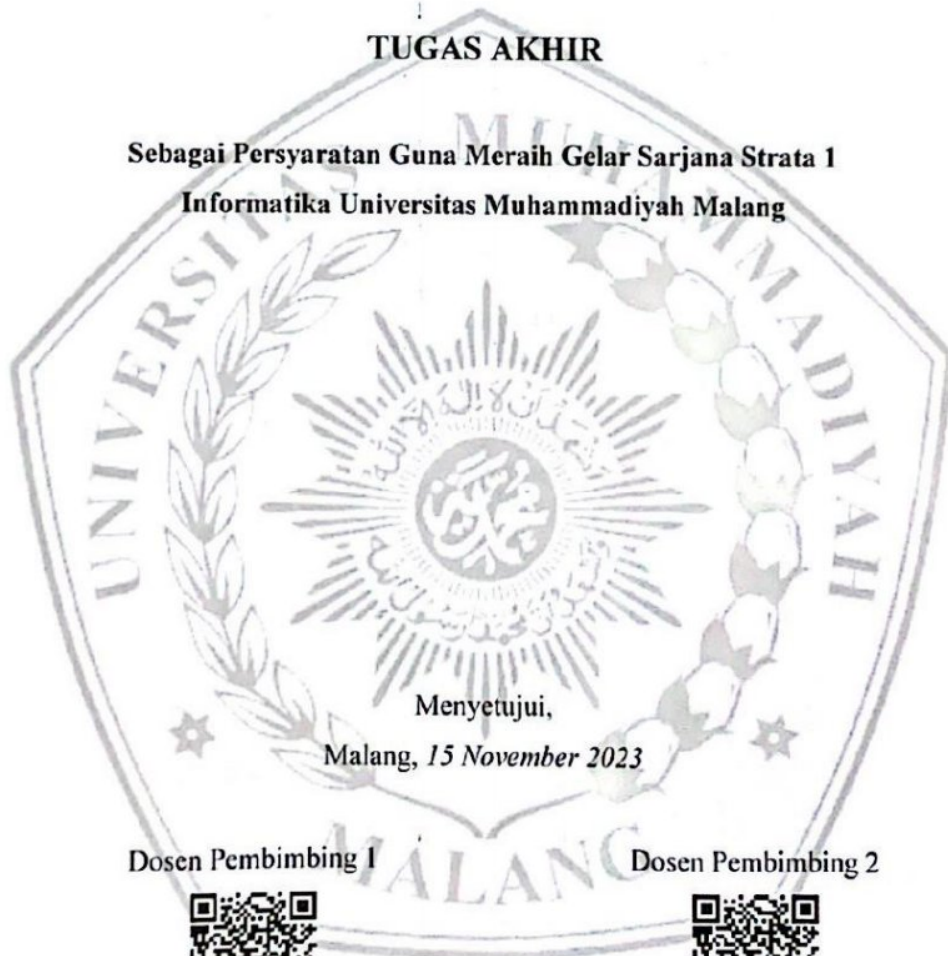 TUGAS AKHIR
Sebagai Persyaratan Guna Meraih Gelar Sarjana Strata 1
Informatika Universitas Muhammadiyah Malang
UNIVERSITAS MUHAMMADIYAH
MALANG
Menyetujui,
Malang, 15 November 2023
Dosen Pembimbing 1 Dosen Pembimbing 2